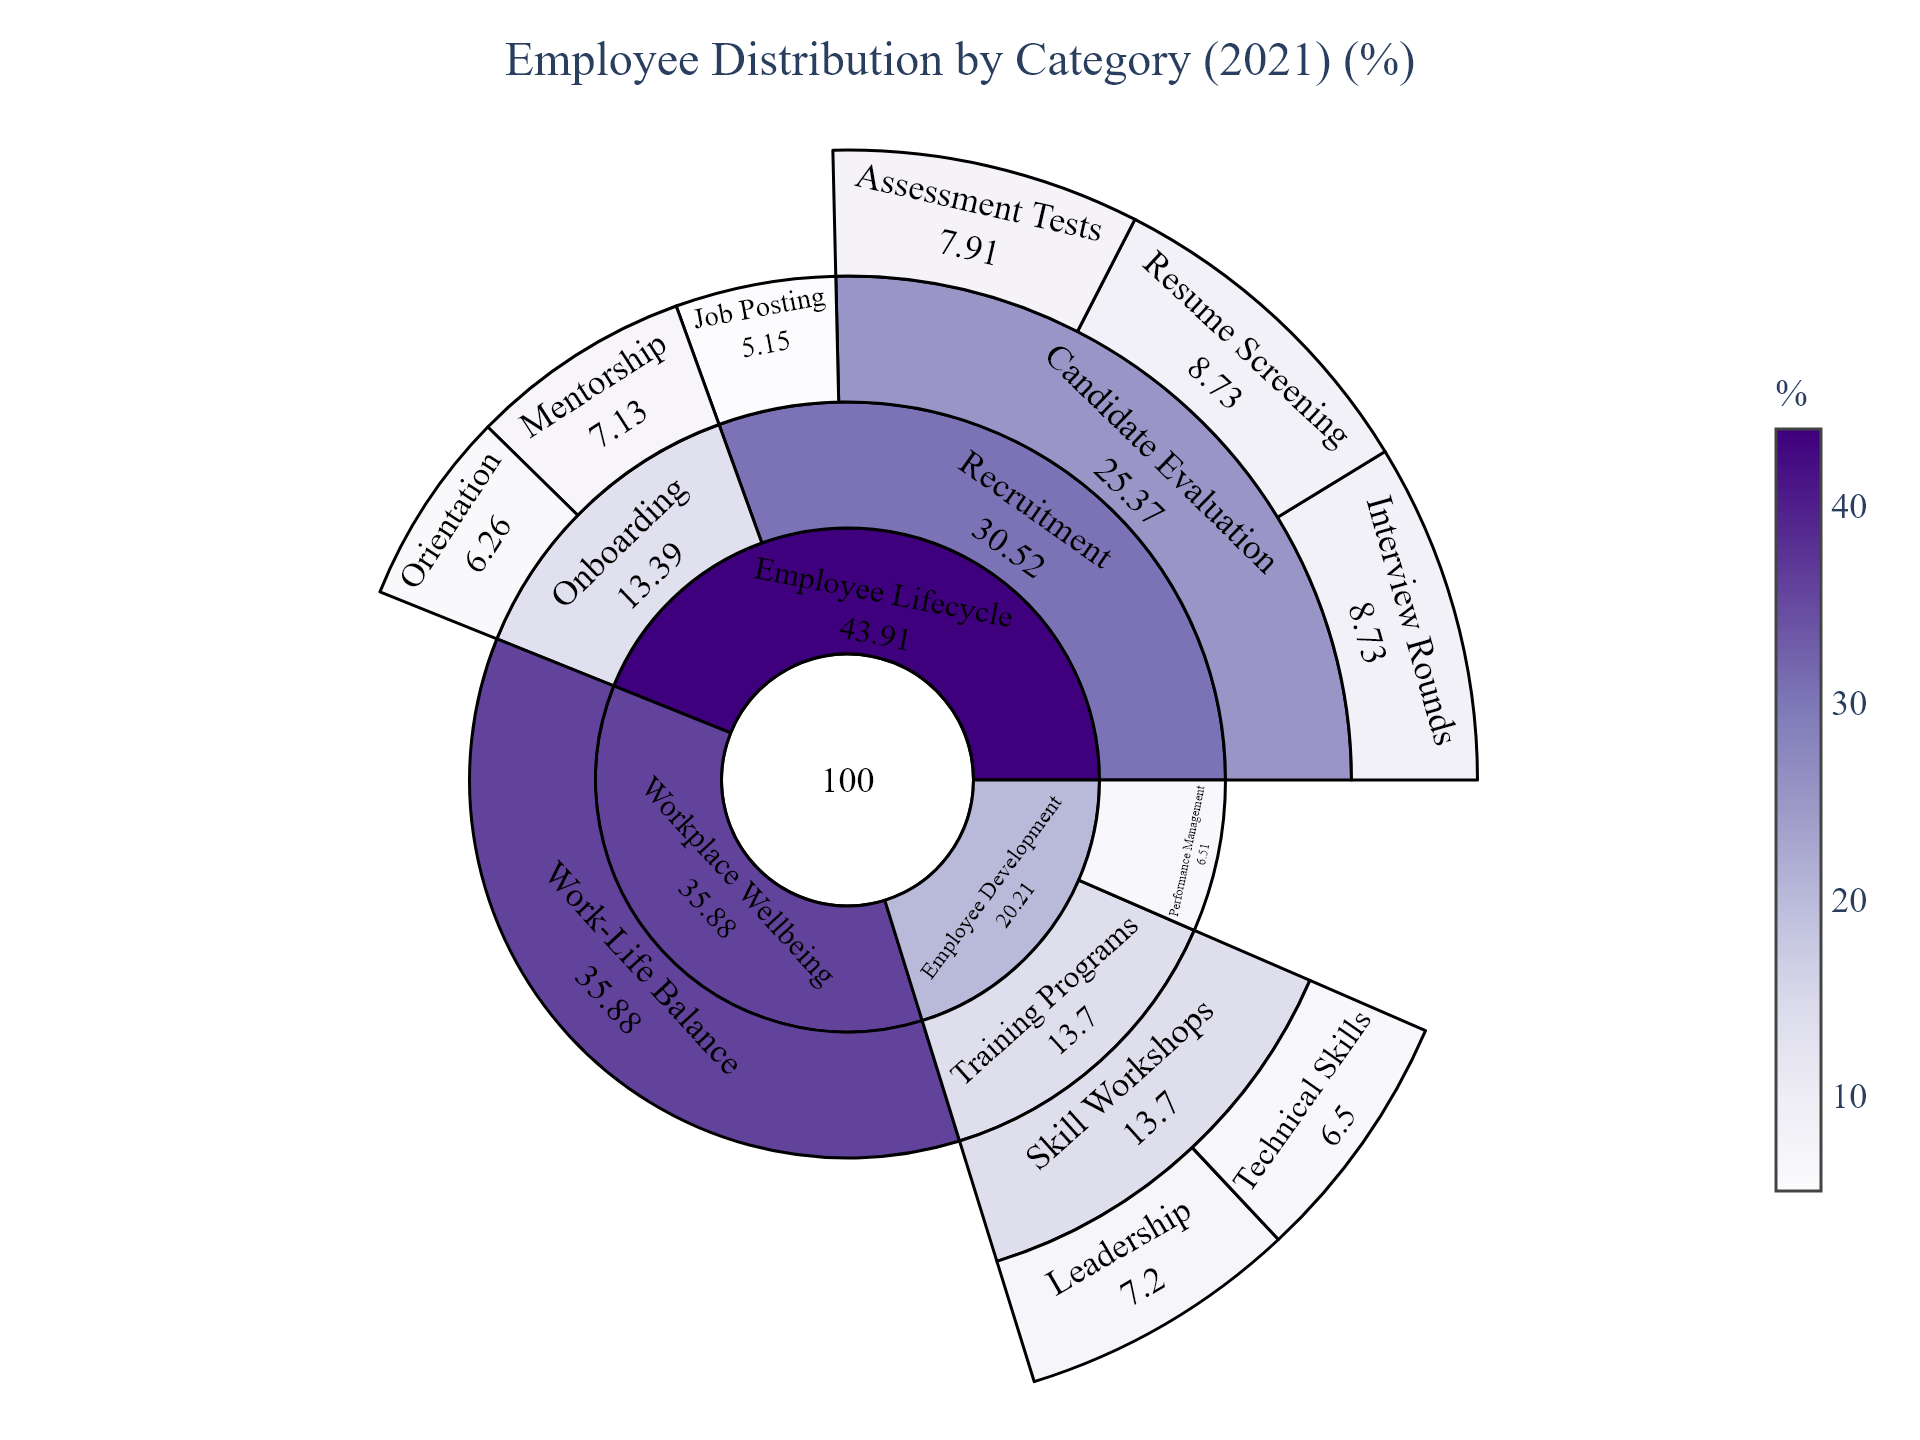 Employee Distribution by Category (2021) (%)
Assessment Tests
7.91
Resume Screening
8.73
Interview Rounds
8.73
Job Posting
5.15
Candidate Evaluation
25.37
Mentorship
7.13
Orientation
6.26
Onboarding
13.39
Recruitment
30.52
Employee Lifecycle
43.91
100
Workplace Wellbeing
35.88
Work-Life Balance
35.88
Employee Development
20.21
Performance Management
6.51
Training Programs
13.7
Skill Workshops
13.7
Technical Skills
6.5
Leadership
7.2
%
40
30
20
10